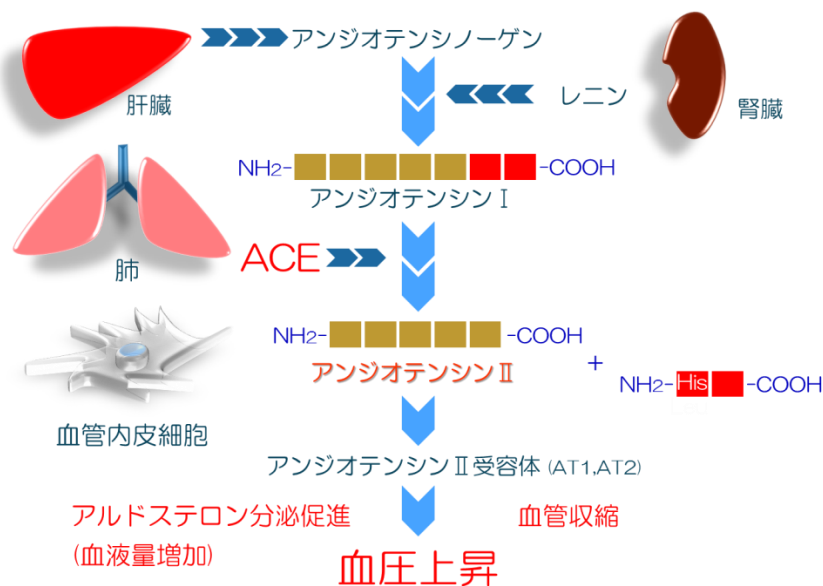 アンジオテンシノーゲン
肝臓
レニン
腎臓
NH2-
-COOH
アンジオテンシンⅠ
肺
ACE
NH2-
-COOH
アンジオテンシンⅡ
+
NH2-
His
-COOH
血管内皮細胞
アンジオテンシンⅡ受容体 (AT1,AT2)
アルドステロン分泌促進
(血液量増加)
血管収縮
血圧上昇